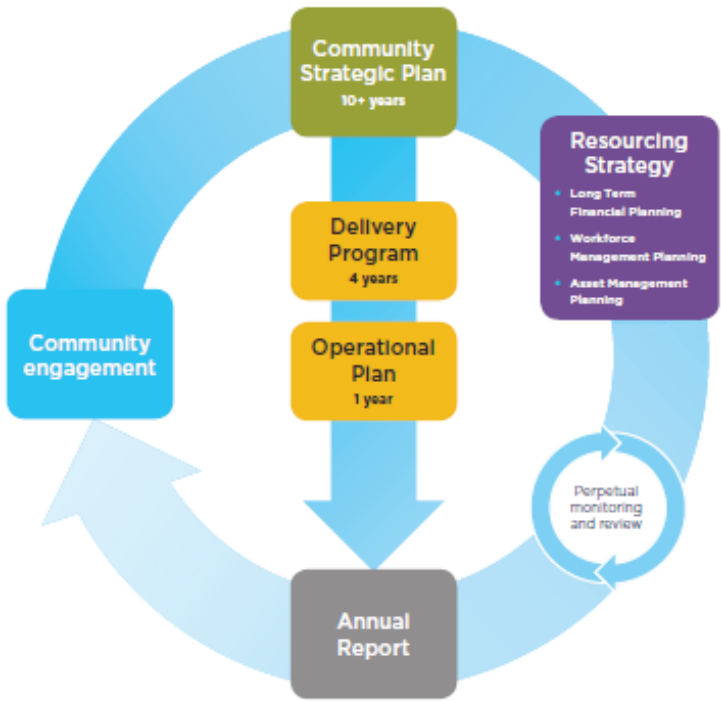 Community
Strategic Plan
10+ years
Resourcing
Strategy
• Long Term
Financial Planning
• Workforce
Management Planning
• Asset Management
Planning
Delivery
Program
4 years
Operational
Plan
1 year
Community
engagement
Perpetual
monitoring
and review
Annual
Report